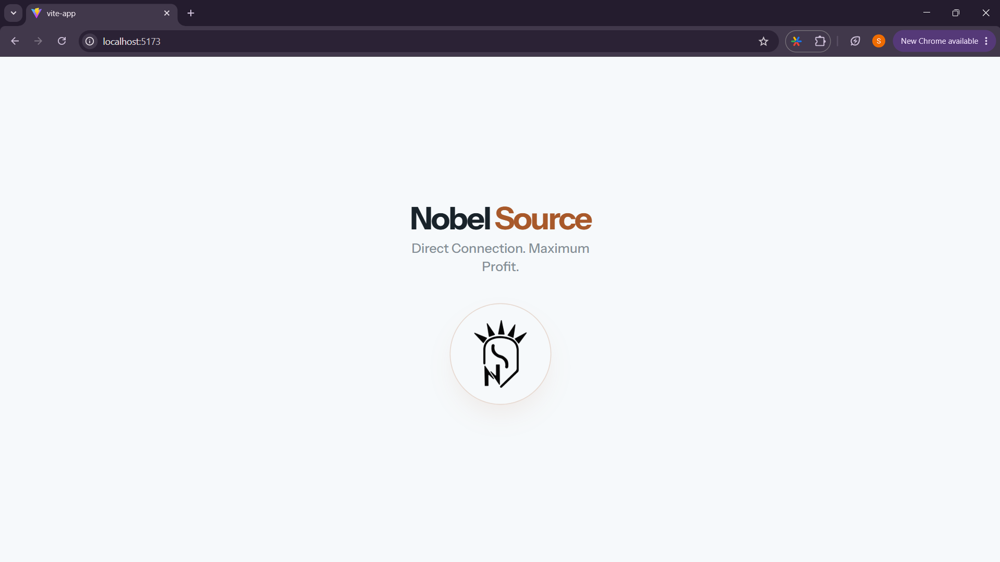 vite-app
localhost:5173
S
New Chrome available
Nobel Source
Direct Connection. Maximum
Profit.
S
N